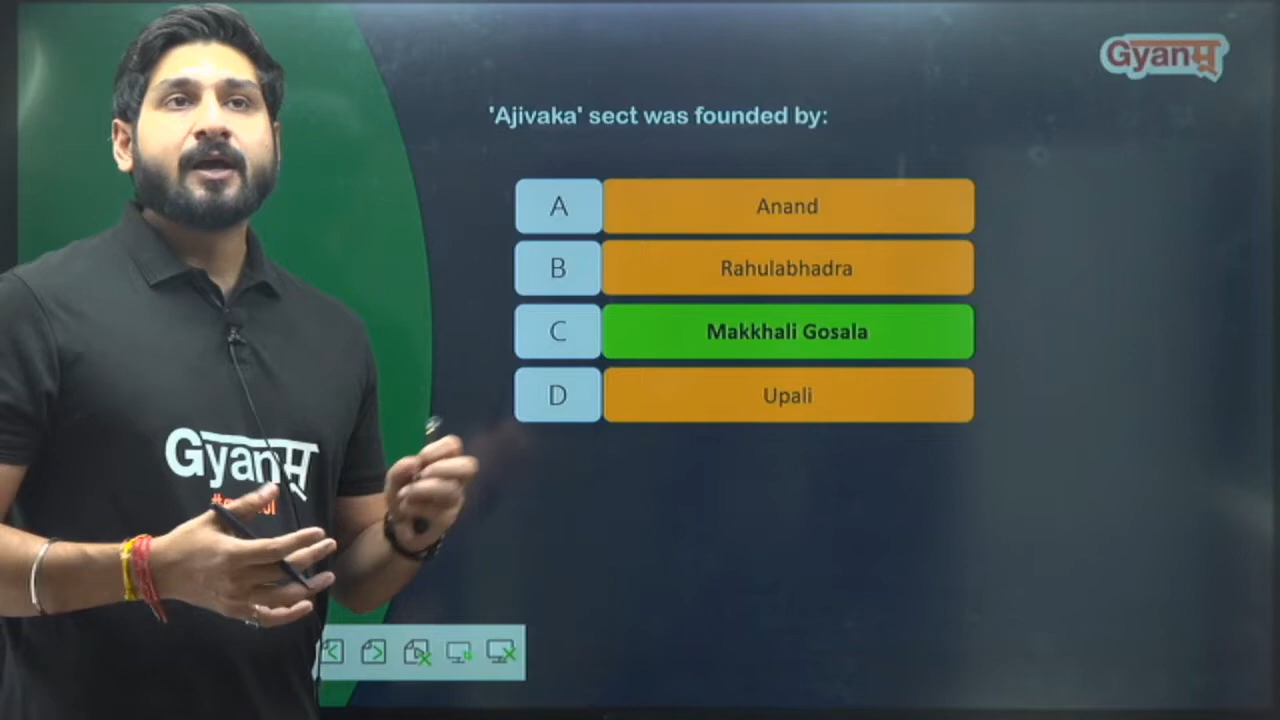 Gyanम्
'Ajivaka' sect was founded by:
A Anand
B Rahulabhadra
C Makkhali Gosala
D Upali
Gyanम्